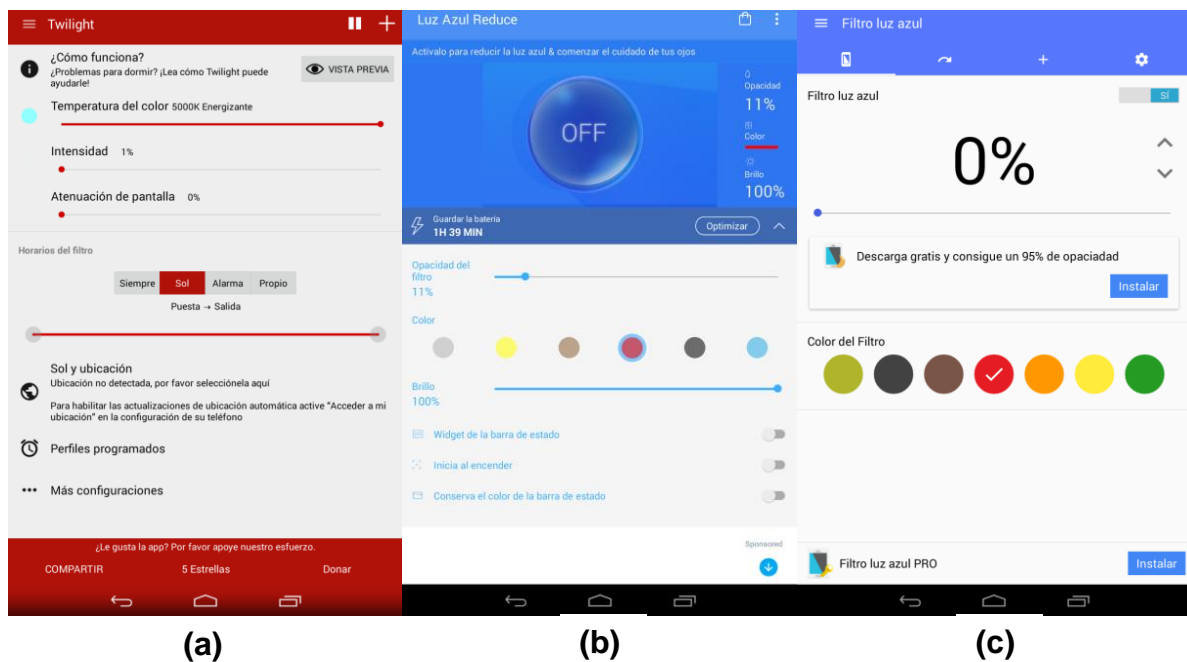 Twilight
¿Cómo funciona?
¿Problemas para dormir? ¡Lea cómo Twilight puede
ayudarle!
VISTA PREVIA
Temperatura del color 5000K Energizante
Intensidad 1%
Atenuación de pantalla 0%
Horarios del filtro
Siempre Sol Alarma Propio
Puesta → Salida
Sol y ubicación
Ubicación no detectada, por favor selecciónela aquí
Para habilitar las actualizaciones de ubicación automática active "Acceder a mi
ubicación" en la configuración de su teléfono
Perfiles programados
Más configuraciones
¿Le gusta la app? Por favor apoye nuestro esfuerzo.
COMPARTIR 5 Estrellas Donar
(a)
Luz Azul Reduce
Activalo para reducir la luz azul & comenzar el cuidado de tus ojos
OFF
Opacidad
11%
Color
Brillo
100%
Guardar la batería
1H 39 MIN
Optimizar
Opacidad del
filtro
11%
Color
Brillo
100%
Widget de la barra de estado
Inicia al encender
Conserva el color de la barra de estado
Sponsored
(b)
Filtro luz azul
Filtro luz azul
SÍ
0%
Descarga gratis y consigue un 95% de opaciadad
Instalar
Color del Filtro
Filtro luz azul PRO
Instalar
(c)